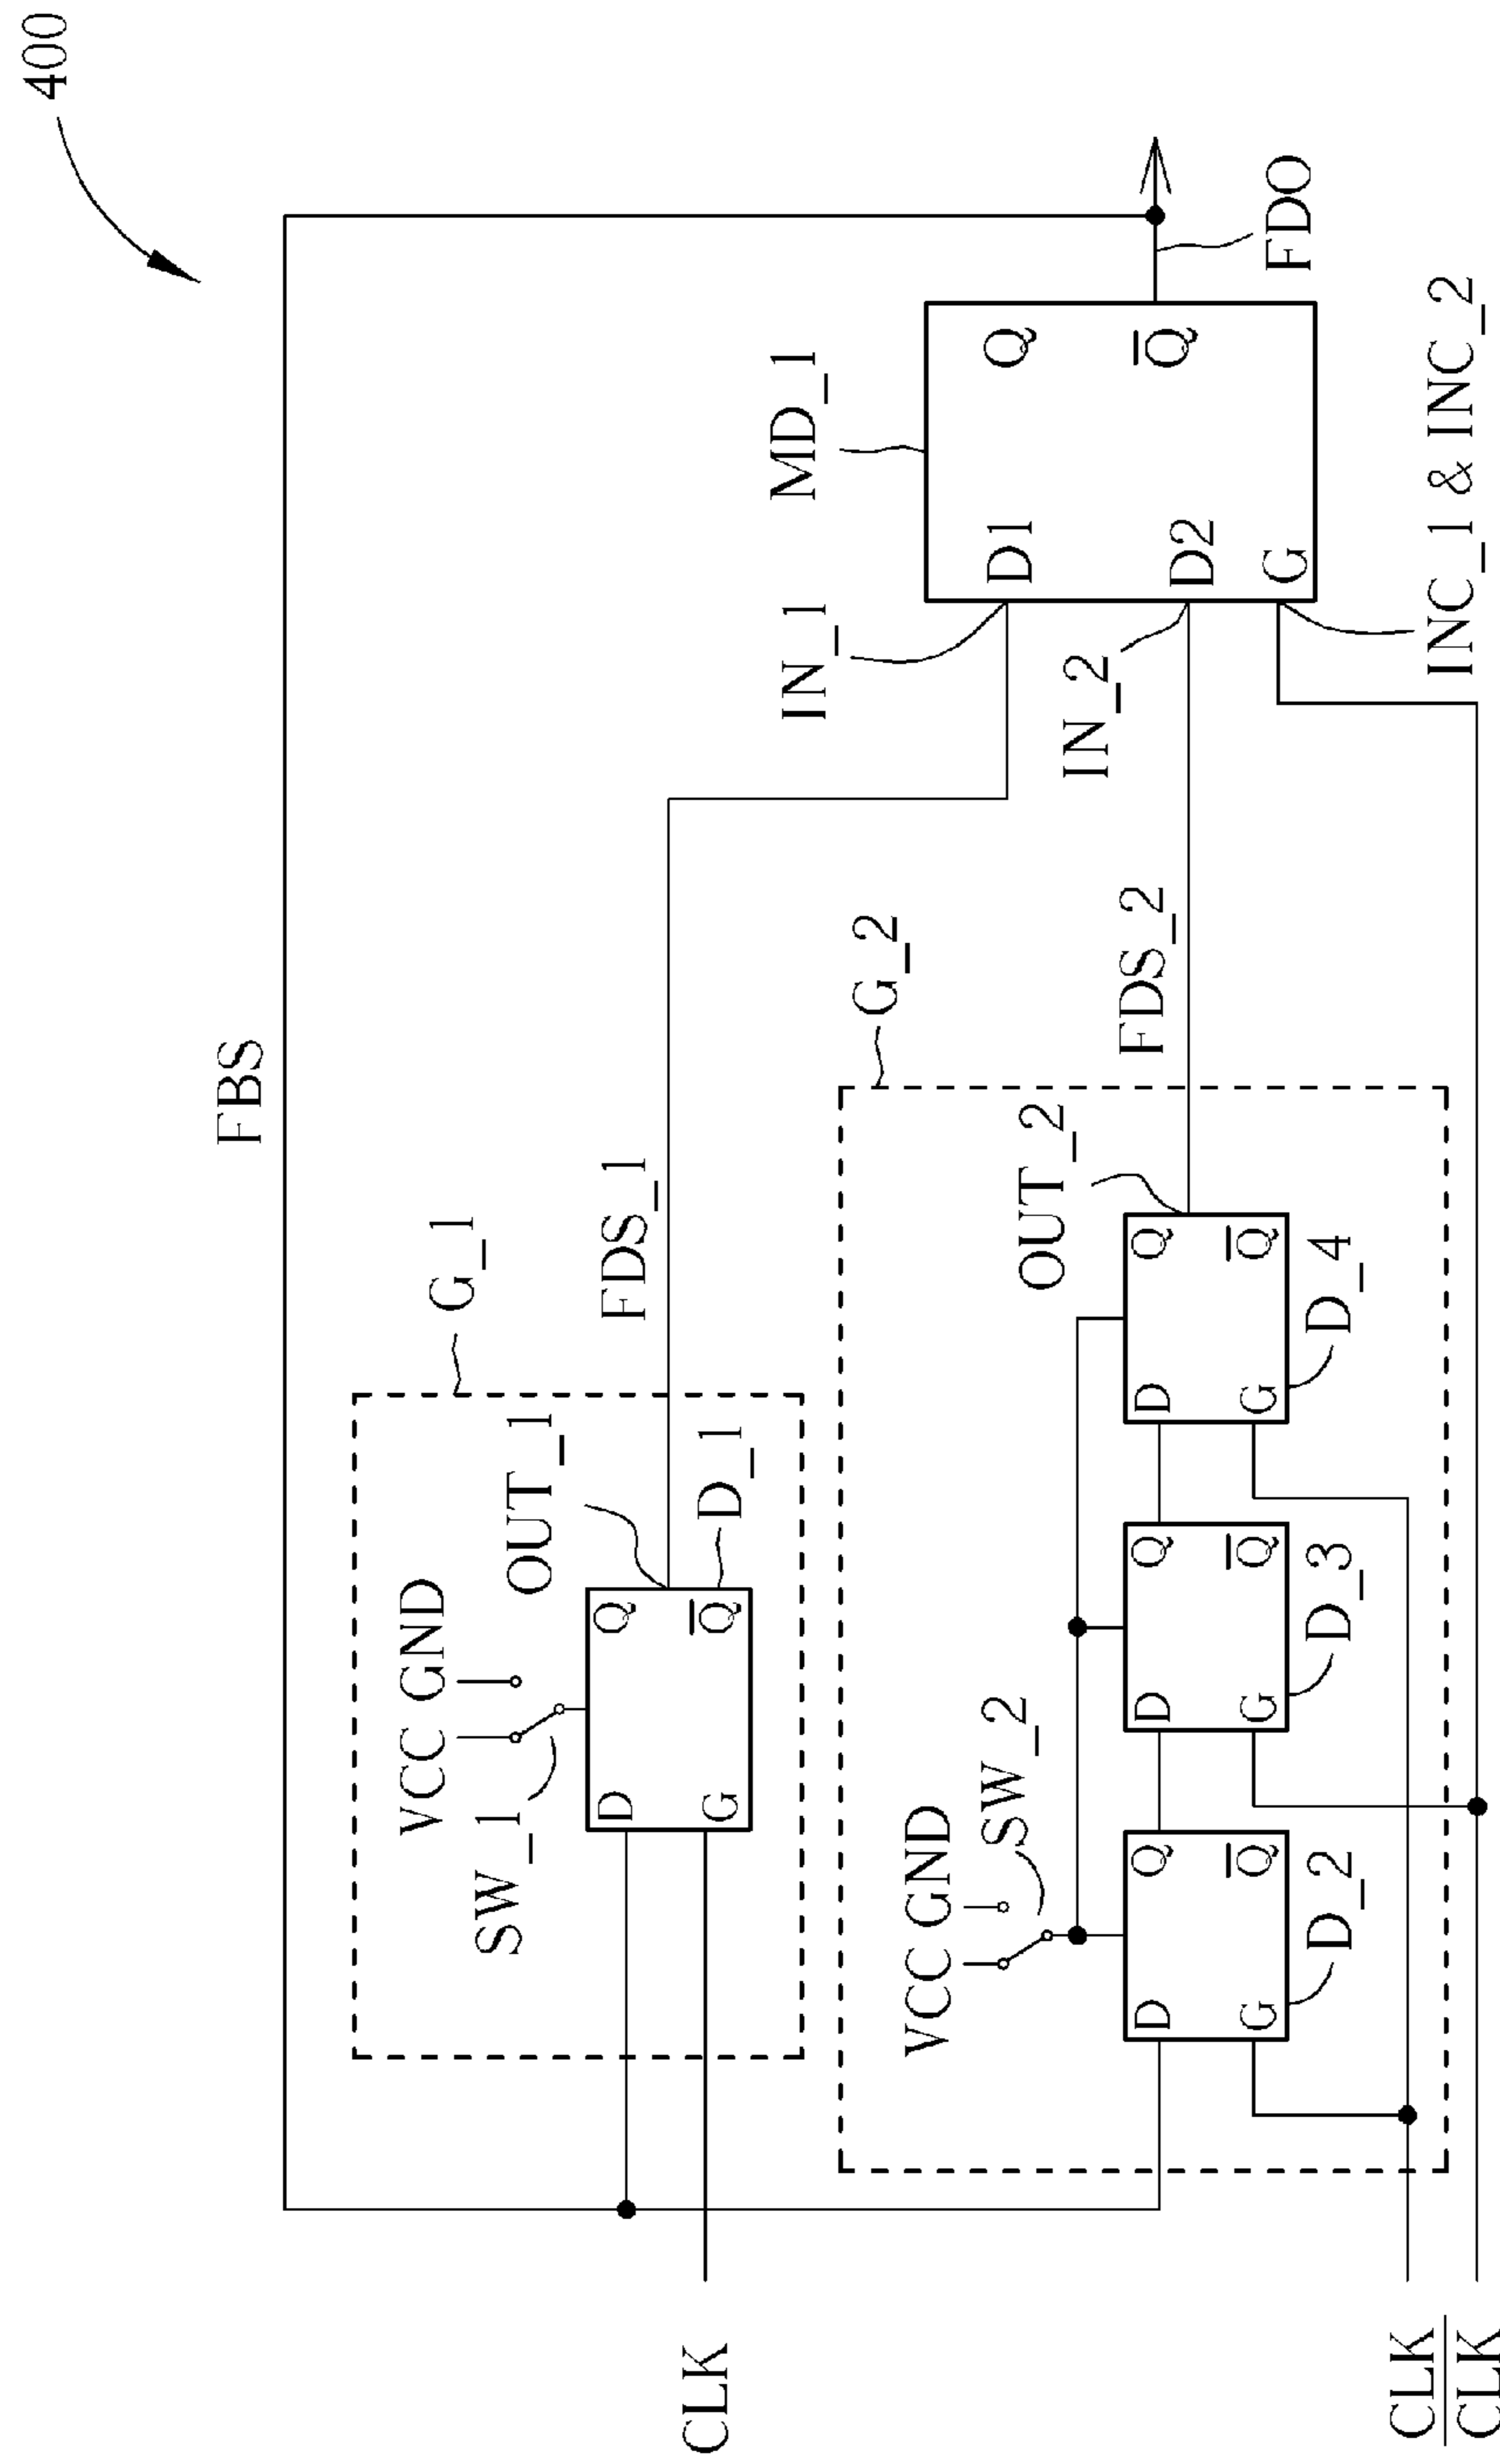 400
FBS
VCC GND
G_1
SW_1
OUT_1
FDS_1
D Q
G Q̅
D_1
CLK
MD_1
IN_1
D1 Q
G_2
VCC GND
SW_2
OUT_2
IN_2
FDS_2
D Q D Q D Q
D2 Q̅
G Q̅ G Q̅ G Q̅
G
FDO
D_2 D_3 D_4
CLK
INC_1 & INC_2
C̅L̅K̅